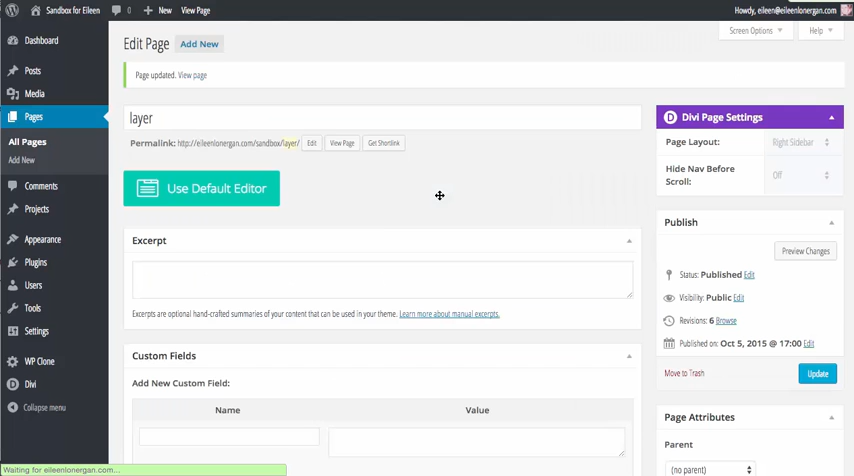 Sandbox for Eileen 0 New View Page Howdy, eileen@eileenlonergan.com
Screen Options Help
Dashboard
Posts
Media
Pages
All Pages
Add New
Comments
Projects
Appearance
Plugins
Users
Tools
Settings
WP Clone
Divi
Collapse menu
Edit Page Add New
Page updated. View page
layer
Permalink: http://eileenlonergan.com/sandbox/layer/ Edit View Page Get Shortlink
Use Default Editor
Excerpt
Excerpts are optional hand-crafted summaries of your content that can be used in your theme. Learn more about manual excerpts.
Custom Fields
Add New Custom Field:
Name Value
Divi Page Settings
Page Layout: Right Sidebar
Hide Nav Before Scroll: Off
Publish
Preview Changes
Status: Published Edit
Visibility: Public Edit
Revisions: 6 Browse
Published on: Oct 5, 2015 @ 17:00 Edit
Move to Trash Update
Page Attributes
Parent
(no parent)
Waiting for eileenlonergan.com...